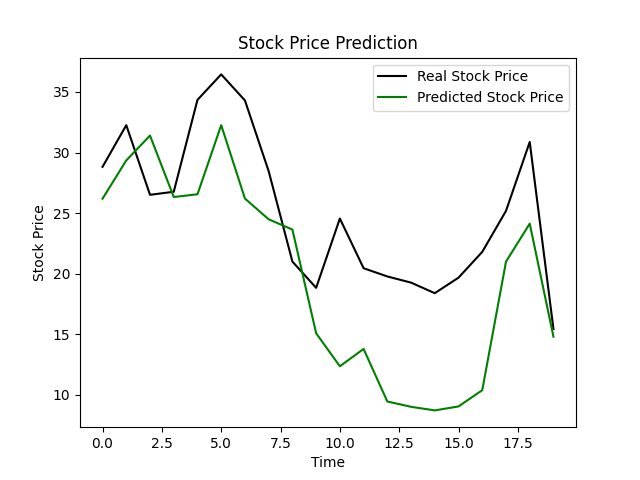 Stock Price Prediction
Real Stock Price
Predicted Stock Price
Stock Price
35
30
25
20
15
10
0.0 2.5 5.0 7.5 10.0 12.5 15.0 17.5
Time